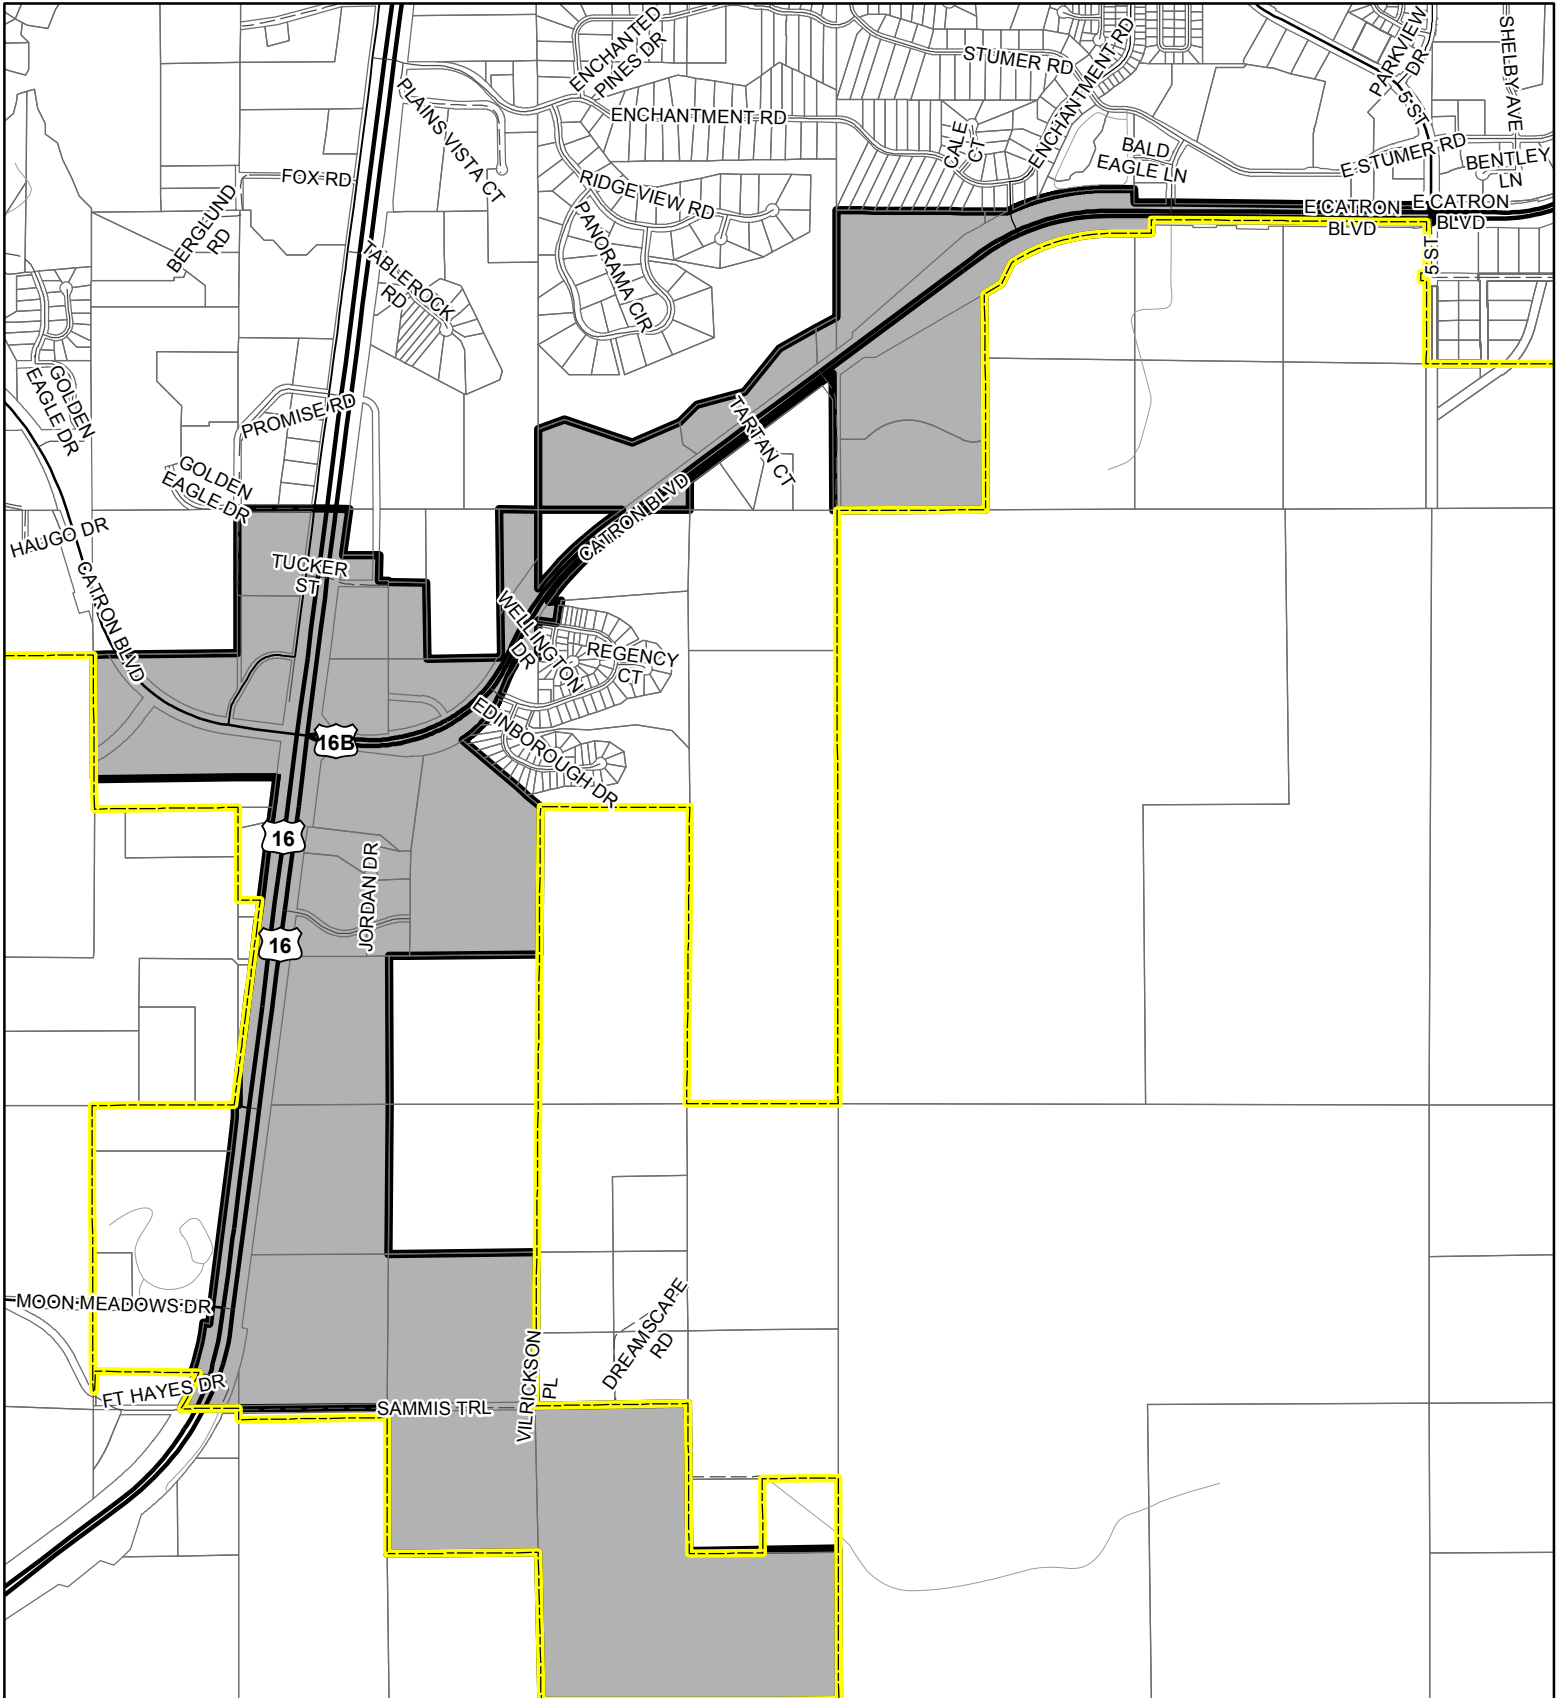 ENCHANTED
PINES DR
STUMER RD
ENCHANTMENT RD
PARKVIEW
DR
SHELBY AVE
PLAINS VISTA CT
ENCHANTMENT RD
5 ST
CALE
CT
BALD
EAGLE LN
E STUMER RD
BENTLEY
LN
FOX RD
RIDGEVIEW RD
BERGLUND
RD
E CATRON
BLVD
E CATRON
BLVD
5 ST
PANORAMA CIR
TABLEROCK
RD
GOLDEN
EAGLE DR
PROMISE RD
TARTAN CT
GOLDEN
EAGLE DR
HAUGO DR
CATRON BLVD
TUCKER
ST
CATRON BLVD
WELLINGTON
DR
REGENCY
CT
EDINBOROUGH DR
16B
16
JORDAN DR
16
MOON MEADOWS DR
DREAMSCAPE
RD
FT HAYES DR
SAMMIS TRL
VILRICKSON
PL